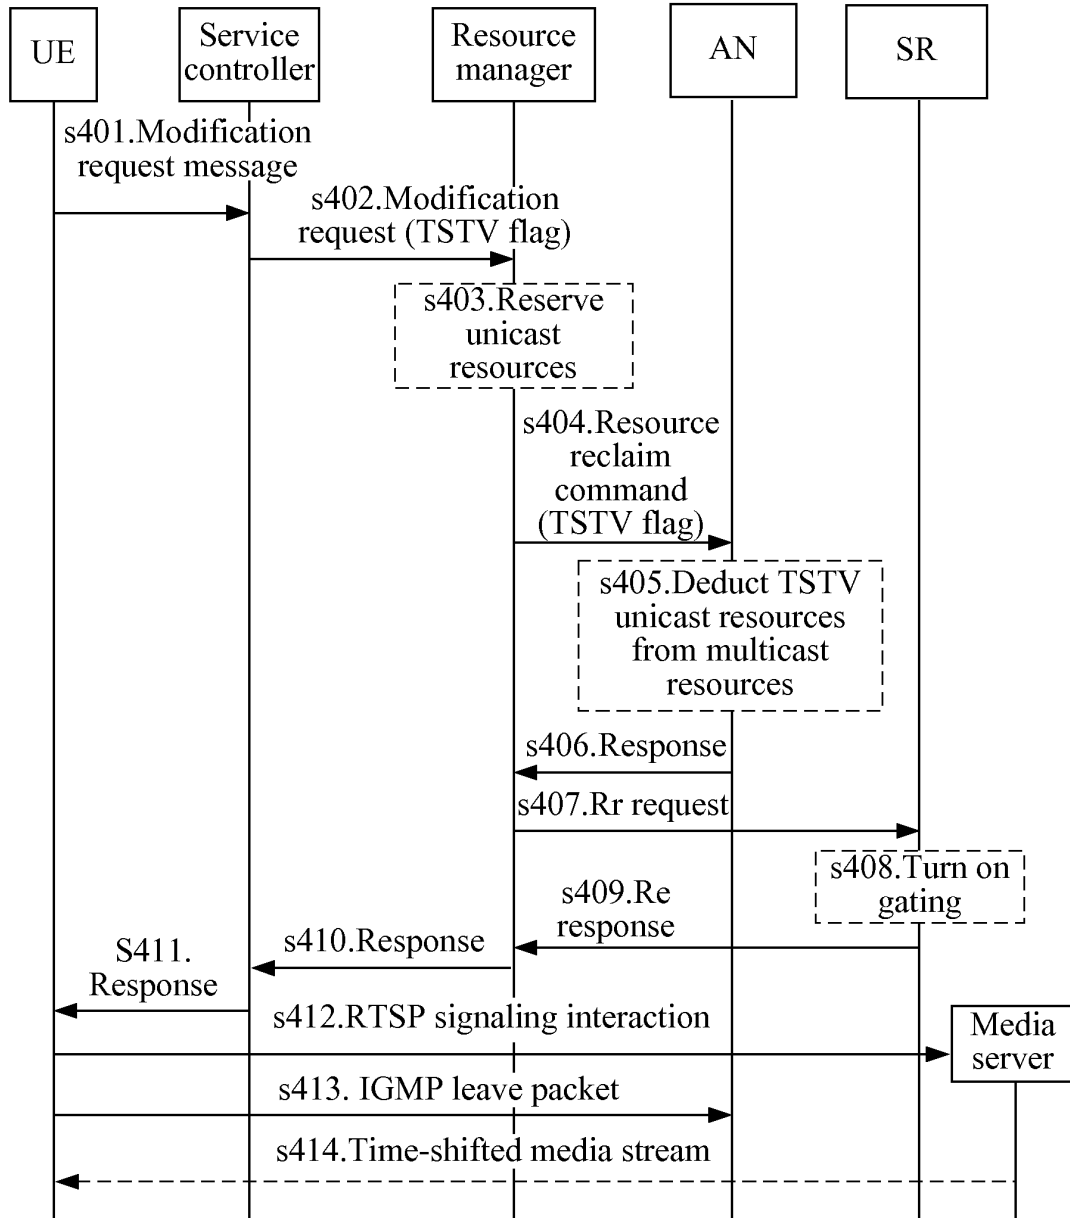 UE
Service
controller
Resource
manager
AN
SR
s401.Modification
request message
s402.Modification
request (TSTV flag)
s403.Reserve
unicast
resources
s404.Resource
reclaim
command
(TSTV flag)
s405.Deduct TSTV
unicast resources
from multicast
resources
s406.Response
s407.Rr request
s408.Turn on
gating
s409.Re
response
s410.Response
S411.
Response
s412.RTSP signaling interaction
Media
server
s413. IGMP leave packet
s414.Time-shifted media stream